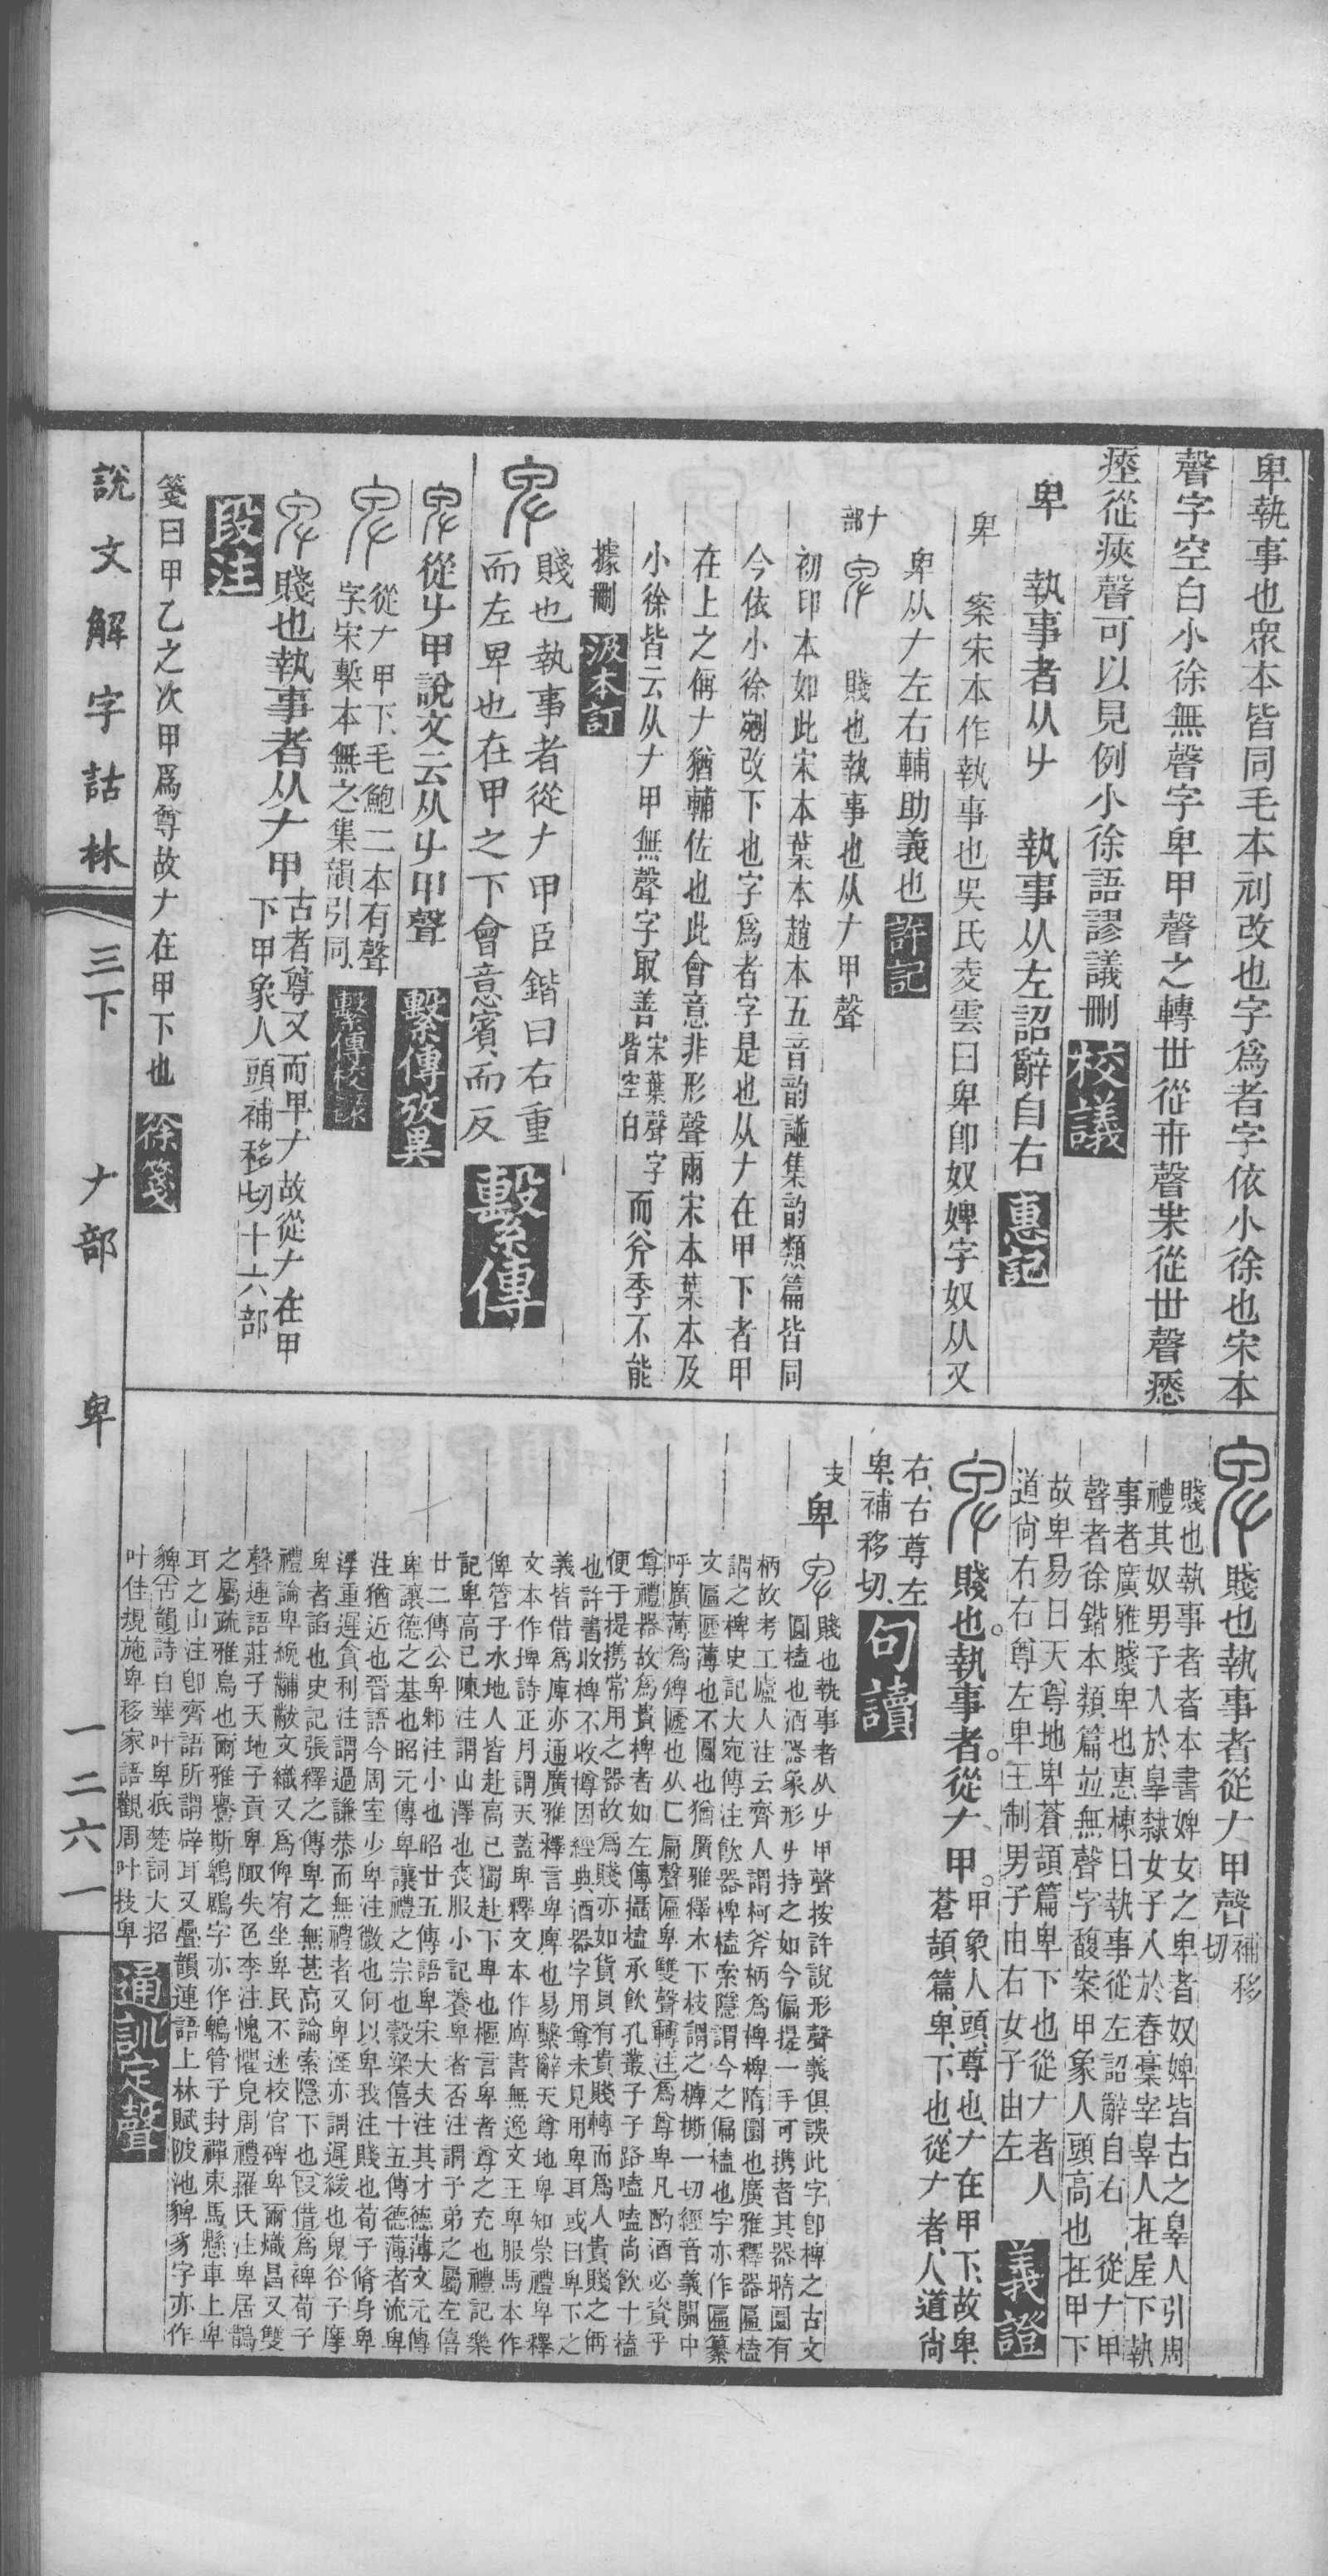 卑執事也衆本皆同毛本刓改也字爲者字依小徐也宋本
聲字空白小徐無聲字卑甲聲之轉丗從卅聲枼從丗聲瘱
瘞從㾜聲可以見例小徐語謬議刪 校議
卑 執事者从𠂇 執事从左詔辭自右 惠記
卑 案宋本作執事也吳氏夌雲曰卑卽奴婢字奴从又
卑从𠂇左右輔助義也 許記
𠂇部 賤也執事也从𠂇甲聲
初印本如此宋本葉本趙本五音韵譜集韵類篇皆同
今依小徐剜改下也字爲者字是也从𠂇在甲下者甲
在上之偁𠂇猶輔佐也此會意非形聲兩宋本葉本及
小徐皆云从𠂇甲無聲字㝡善宋葉聲字皆空白而斧季不能
據刪 汲本訂
賤也執事者從𠂇甲臣鍇曰右重
而左卑也在甲之下會意賓而反 繫傳
從𠂇甲說文云从𠂇甲聲 繫傳攷異
從𠂇甲下毛鮑二本有聲
字宋槧本無之集韻引同 繫傳校錄
賤也執事者从𠂇甲 古者尊又而卑𠂇故從𠂇在甲
下甲象人頭補移切十六部
段注
箋曰甲乙之次甲爲尊故𠂇在甲下也 徐箋
賤也執事者從𠂇甲聲 補移切
賤也執事者者本書婢女之卑者奴婢皆古之辠人引周
禮其奴男子入於辠隷女子入於舂稾宰辠人在屋下執
事者廣雅賤卑也惠棟曰執事從左詔辭自右 從𠂇甲
聲者徐鍇本類篇並無聲字馥案甲象人頭高也在甲下
故卑易曰天尊地卑蒼頡篇卑下也從𠂇者人
道尙右右尊左卑王制男子由右女子由左 義證
賤也。執事者。從𠂇甲。甲象人頭尊也𠂇在甲下故卑
蒼頡篇卑下也從𠂇者人道尙
右右尊左
卑補移切 句讀
支 卑 賤也執事者从𠂇甲聲按許說形聲義俱誤此字卽椑之古文
圓榼也酒器象形𠂇持之如今偏提一手可携者其器橢圓有
柄故考工廬人注云齊人謂柯斧柄爲椑椑隋圜也廣雅釋器匾榼
謂之椑史記大宛傳注飮器椑榼索隱謂今之偏榼也字亦作匾纂
文匾匜薄也不圓也猶廣雅釋木下枝謂之榫㯕一切經音義關中
呼廣薄爲㽡㔸也从匚扁聲匾卑雙聲轉注爲尊卑凡酌酒必資乎
尊禮器故爲貴椑者如左傳攝榼承飮孔叢子子路嗑嗑尙飮十榼
便于提携常用之器故爲賤亦如貨貝有貴賤轉而爲人貴賤之偁
也許書收椑不收樽因經典酒器字用尊未見用卑耳或曰卑下之
義皆借爲庳亦通廣雅釋言卑庳也易繫辭天尊地卑知崇禮卑釋
文本作埤詩正月謂天蓋卑釋文本作庳書無逸文王卑服馬本作
俾管子水地人皆赴高己獨赴下卑也樞言卑者尊之充也禮記樂
記卑高已陳注謂山澤也喪服小記養卑者否注謂子弟之屬左僖
廿二傳公卑邾注小也昭廿五傳語卑宋大夫注其才德薄文元傳
卑讓德之基也昭元傳卑讓禮之宗也穀梁僖十五傳德薄者流卑
注猶近也晉語今周室少卑注微也何以卑我注賤也荀子脩身卑
溼重遲貪利注謂過謙恭而無禮者又卑溼亦謂遲緩也鬼谷子摩
卑者諂也史記張釋之傳卑之無甚高論索隱下也叚借爲裨荀子
禮論卑絻黼黻文織又爲俾宥坐卑民不迷校官碑卑爾熾昌又雙
聲連語莊子天地子貢卑陬失色李注愧懼皃周禮羅氏注卑居鵲
之屬疏雅烏也爾雅鸒斯鵯鶋字亦作鵯管子封禪束馬懸車上卑
耳之山注卽齊語所謂辟耳又疊韻連語上林賦陂池貏豸字亦作
貏古韻詩白華叶卑疧楚詞大招
叶佳規施卑移家語觀周叶枝卑 通訓定聲
說文解字詁林 三下 𠂇部 卑 一二六一